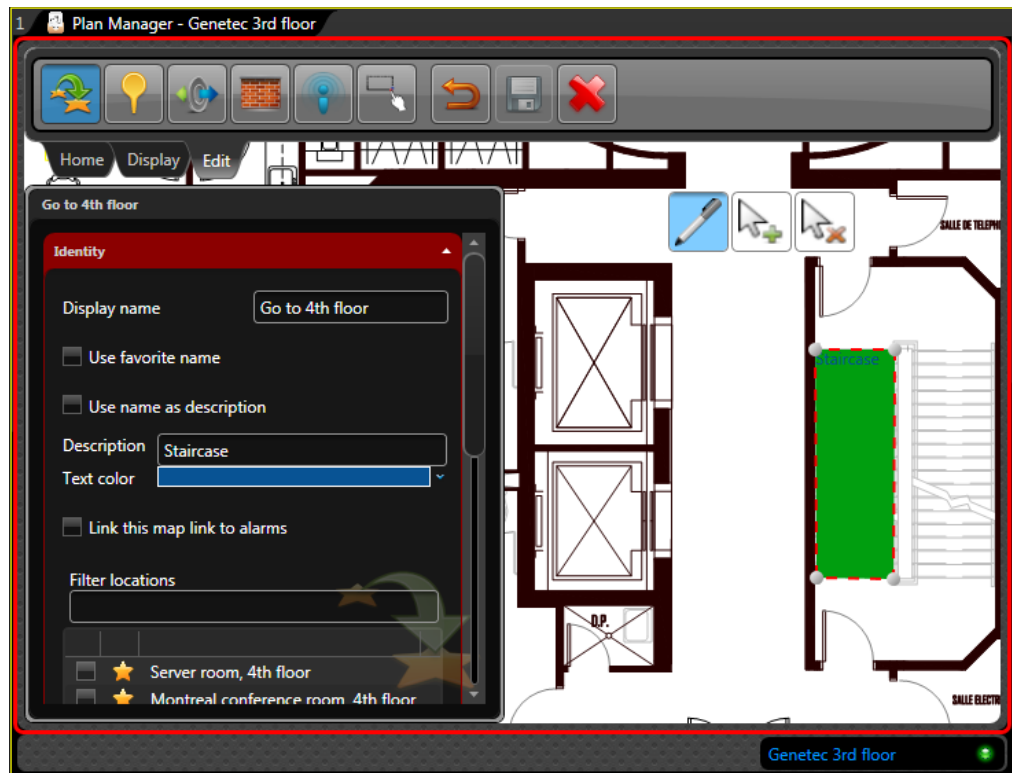 1 Plan Manager - Genetec 3rd floor
Home Display Edit
Go to 4th floor
SALLE DE TELEPH
Identity
Display name Go to 4th floor
Use favorite name
Staircase
Use name as description
Description Staircase
Text color
Link this map link to alarms
Filter locations
D.P.
Server room, 4th floor
Montreal conference room, 4th floor
SALLE ELECTR
Genetec 3rd floor